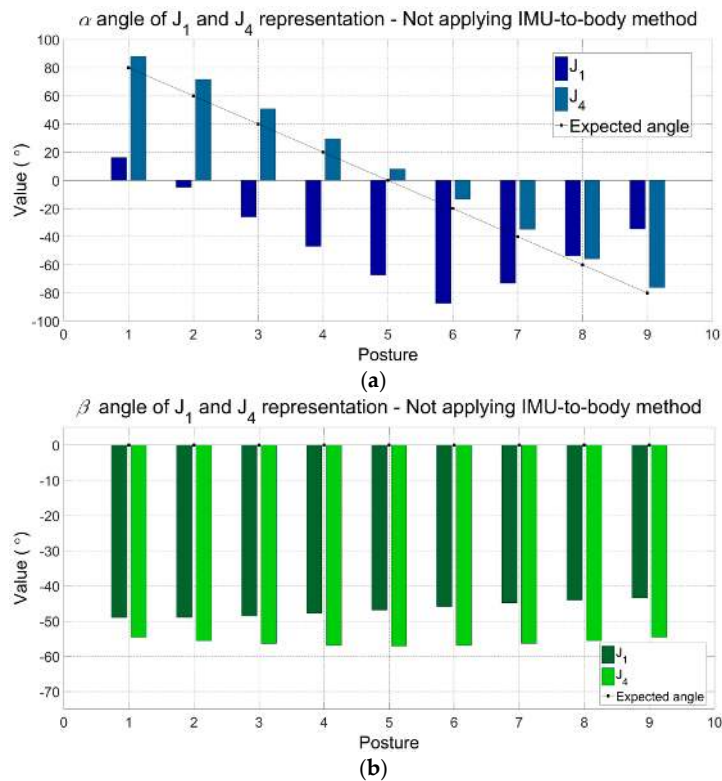 α angle of J1 and J4 representation - Not applying IMU-to-body method
100
80
60
40
20
0
-20
-40
-60
-80
-100
Value ( °)
J1
J4
Expected angle
0 1 2 3 4 5 6 7 8 9 10
Posture
(a)
β angle of J1 and J4 representation - Not applying IMU-to-body method
0
-10
-20
-30
-40
-50
-60
-70
Value ( °)
J1
J4
Expected angle
0 1 2 3 4 5 6 7 8 9 10
Posture
(b)